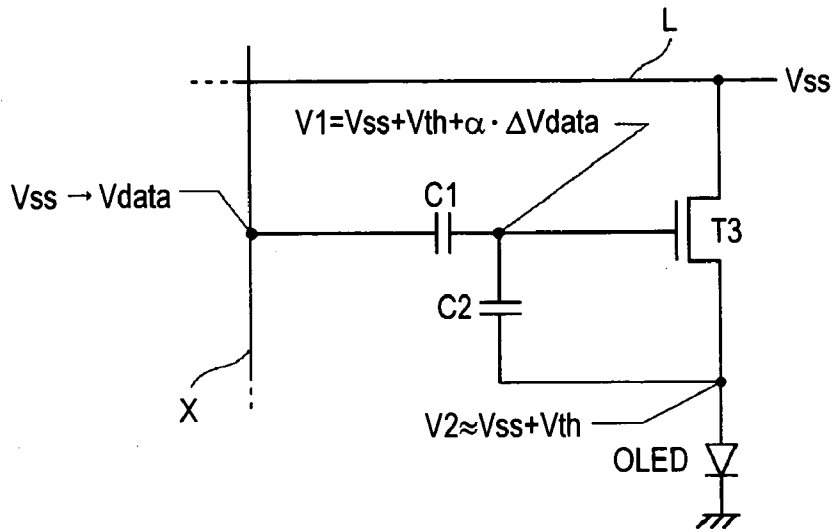 L
Vss
V1=Vss+Vth+α· ΔVdata
Vss → Vdata
C1
T3
C2
X
V2≈Vss+Vth
OLED